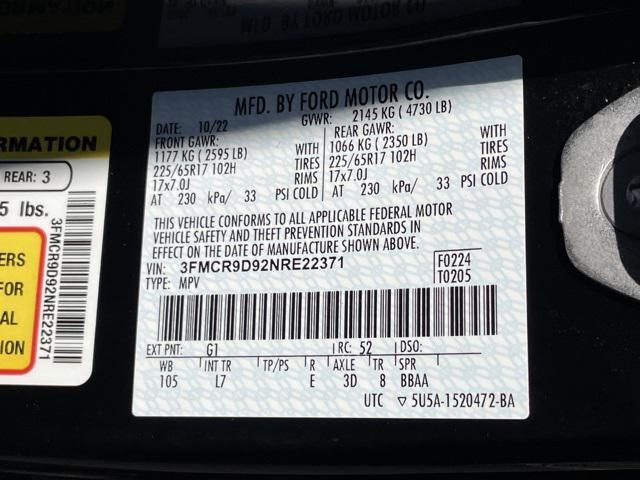 MFD. BY FORD MOTOR CO.
DATE: 10/22 GVWR: 2145 KG ( 4730 LB)
FRONT GAWR: REAR GAWR:
1177 KG ( 2595 LB) WITH 1066 KG ( 2350 LB) WITH
225/65R17 102H TIRES 225/65R17 102H TIRES
17x7.0J RIMS 17x7.0J RIMS
AT 230 kPa/ 33 PSI COLD AT 230 kPa/ 33 PSI COLD
THIS VEHICLE CONFORMS TO ALL APPLICABLE FEDERAL MOTOR
VEHICLE SAFETY AND THEFT PREVENTION STANDARDS IN
EFFECT ON THE DATE OF MANUFACTURE SHOWN ABOVE.
VIN: 3FMCR9D92NRE22371 F0224
TYPE: MPV T0205
EXT PNT: G1 RC: 52 DSO:
WB INT TR TP/PS R AXLE TR SPR
105 L7 E 3D 8 BBAA
UTC ▽ 5U5A-1520472-BA
RMATION
REAR: 3
5 lbs.
ERS
FOR
AL
ION
3FMCR9D92NRE22371